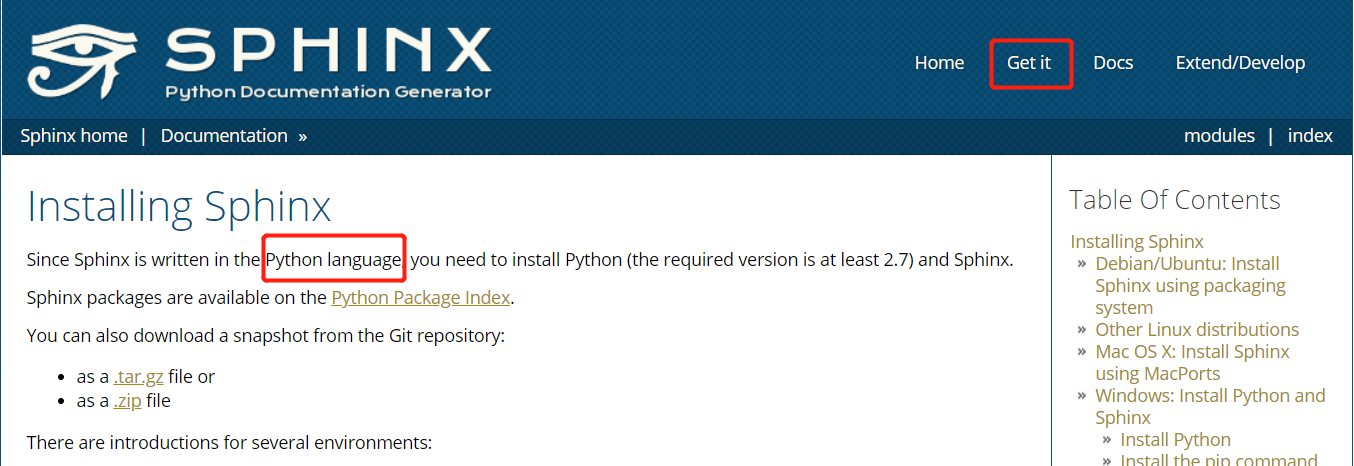 SPHINX
Python Documentation Generator
Home Get it Docs Extend/Develop
Sphinx home | Documentation » modules | index
Installing Sphinx
Since Sphinx is written in the Python language, you need to install Python (the required version is at least 2.7) and Sphinx.
Sphinx packages are available on the Python Package Index.
You can also download a snapshot from the Git repository:
• as a .tar.gz file or
• as a .zip file
There are introductions for several environments:
Table Of Contents
Installing Sphinx
» Debian/Ubuntu: Install
Sphinx using packaging
system
» Other Linux distributions
» Mac OS X: Install Sphinx
using MacPorts
» Windows: Install Python and
Sphinx
» Install Python
» Install the pip command